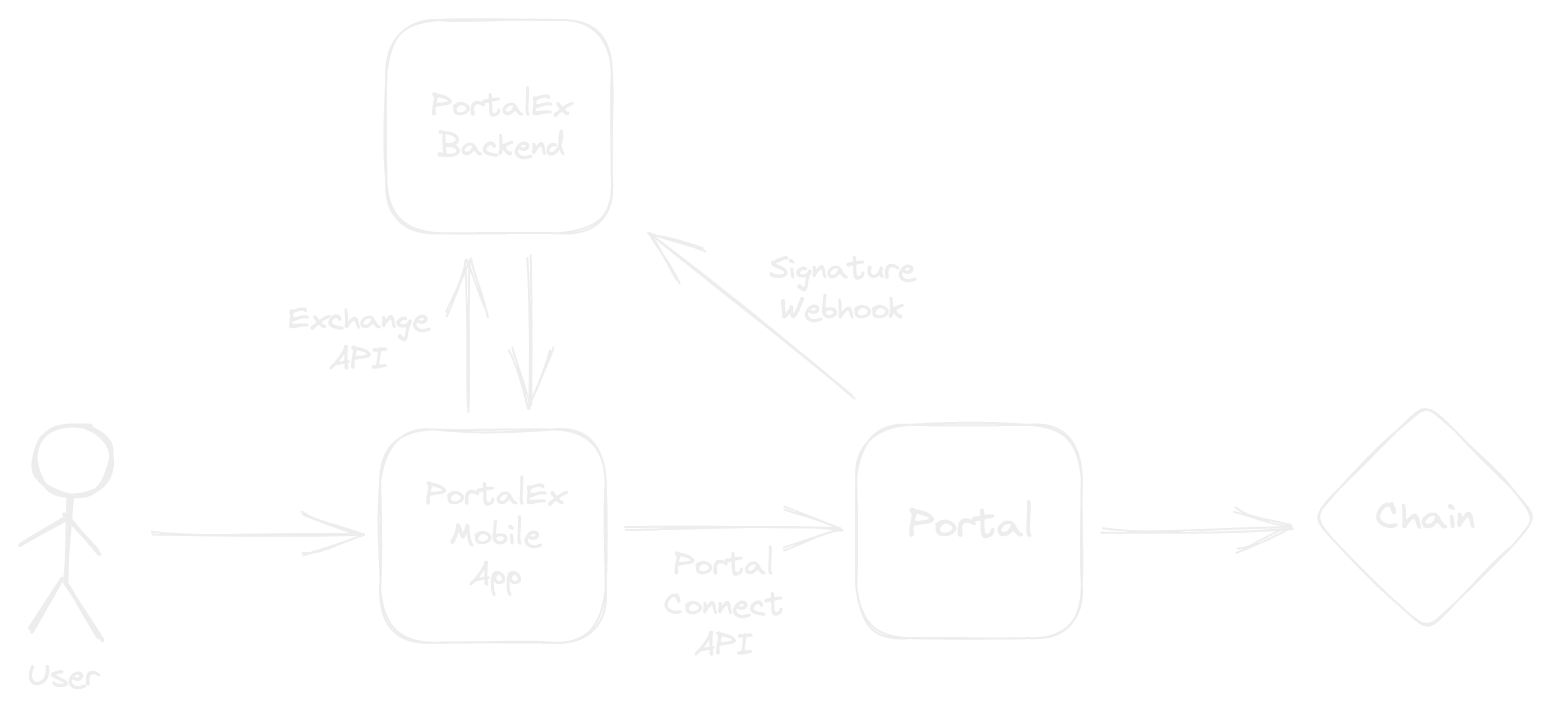 PortalEx
Backend
Signature
Webhook
Exchange
API
PortalEx
Mobile
App
Portal
Chain
Portal
Connect
API
User